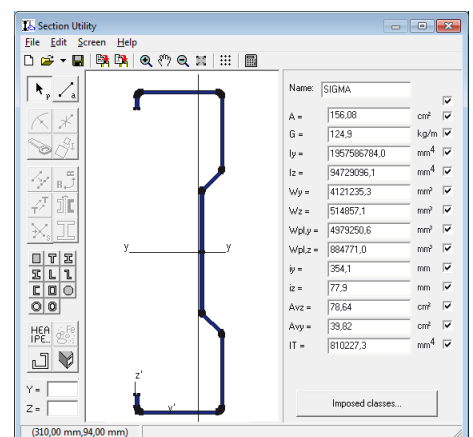 Section Utility
File Edit Screen Help
Name: SIGMA
A = 156,08 cm²
G = 124,9 kg/m
Iy = 1957586784,0 mm4
Iz = 94729096,1 mm4
Wy = 4121235,3 mm³
Wz = 514857,1 mm³
Wpl,y = 4979250,6 mm³
Wpl,z = 884771,0 mm³
iy = 354,1 mm
iz = 77,9 mm
Avz = 78,64 cm²
Avy = 39,82 cm²
IT = 810227,3 mm4
Imposed classes...
y y
z'
y'
HEA
IPE..
Fe
Y =
Z =
(310,00 mm,94,00 mm)